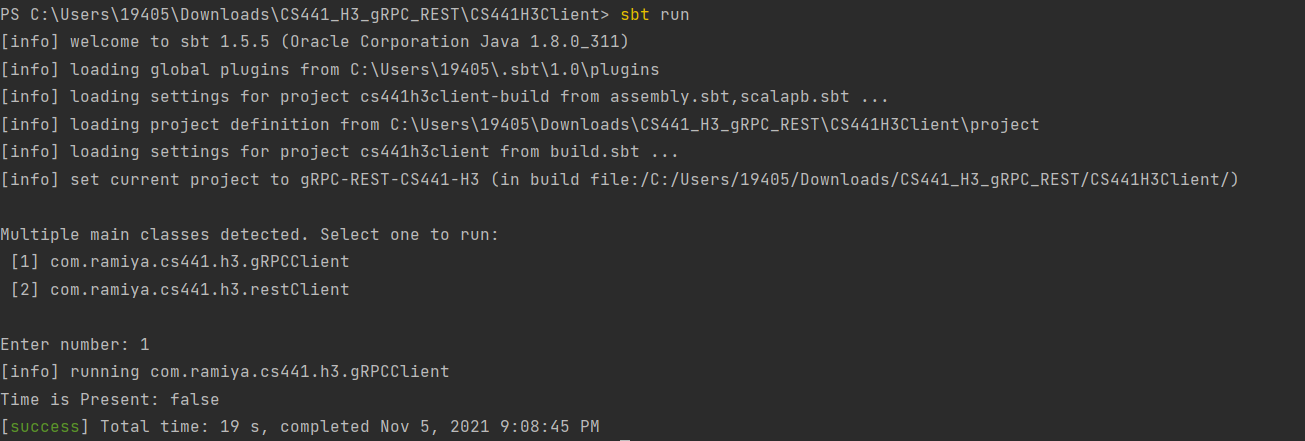 PS C:\Users\19405\Downloads\CS441_H3_gRPC_REST\CS441H3Client> sbt run
[info] welcome to sbt 1.5.5 (Oracle Corporation Java 1.8.0_311)
[info] loading global plugins from C:\Users\19405\.sbt\1.0\plugins
[info] loading settings for project cs441h3client-build from assembly.sbt,scalapb.sbt ...
[info] loading project definition from C:\Users\19405\Downloads\CS441_H3_gRPC_REST\CS441H3Client\project
[info] loading settings for project cs441h3client from build.sbt ...
[info] set current project to gRPC-REST-CS441-H3 (in build file:/C:/Users/19405/Downloads/CS441_H3_gRPC_REST/CS441H3Client/)
Multiple main classes detected. Select one to run:
[1] com.ramiya.cs441.h3.gRPCClient
[2] com.ramiya.cs441.h3.restClient
Enter number: 1
[info] running com.ramiya.cs441.h3.gRPCClient
Time is Present: false
[success] Total time: 19 s, completed Nov 5, 2021 9:08:45 PM